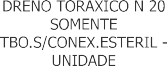 DRENO TORAXICO N 20
SOMENTE
TBO.S/CONEX.ESTERIL -
UNIDADE